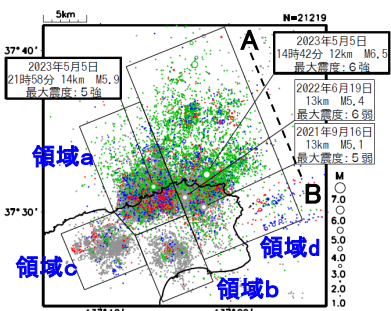 5km
N=21219
37°40'
A
2023年5月5日
14時42分 12km M6.5
最大震度:6強
2023年5月5日
21時58分 14km M5.9
最大震度:5強
2022年6月19日
13km M5.4
最大震度:6弱
2021年9月16日
13km M5.1
最大震度:5弱
領域a
B
M
7.0
6.0
5.0
4.0
3.0
2.0
1.0
37°30'
領域d
領域c
領域b